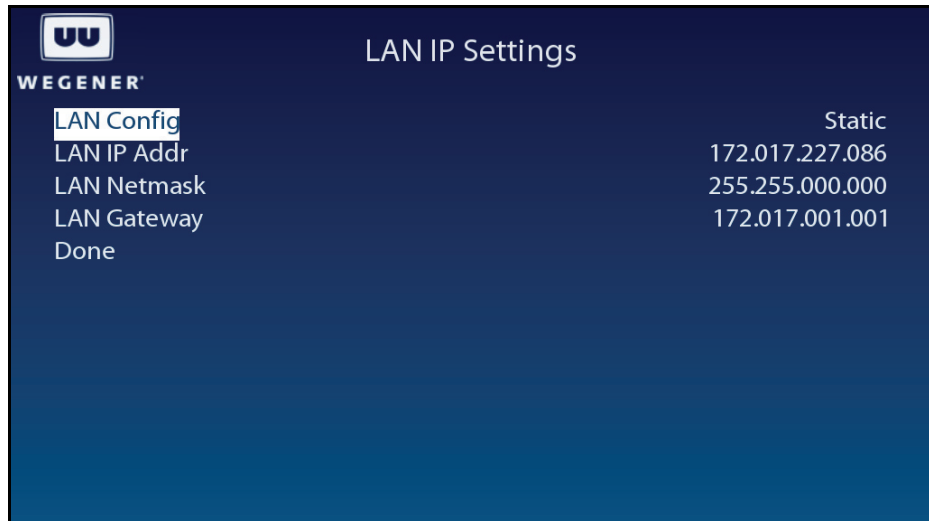 UU
WEGENER®
LAN IP Settings
LAN Config Static
LAN IP Addr 172.017.227.086
LAN Netmask 255.255.000.000
LAN Gateway 172.017.001.001
Done